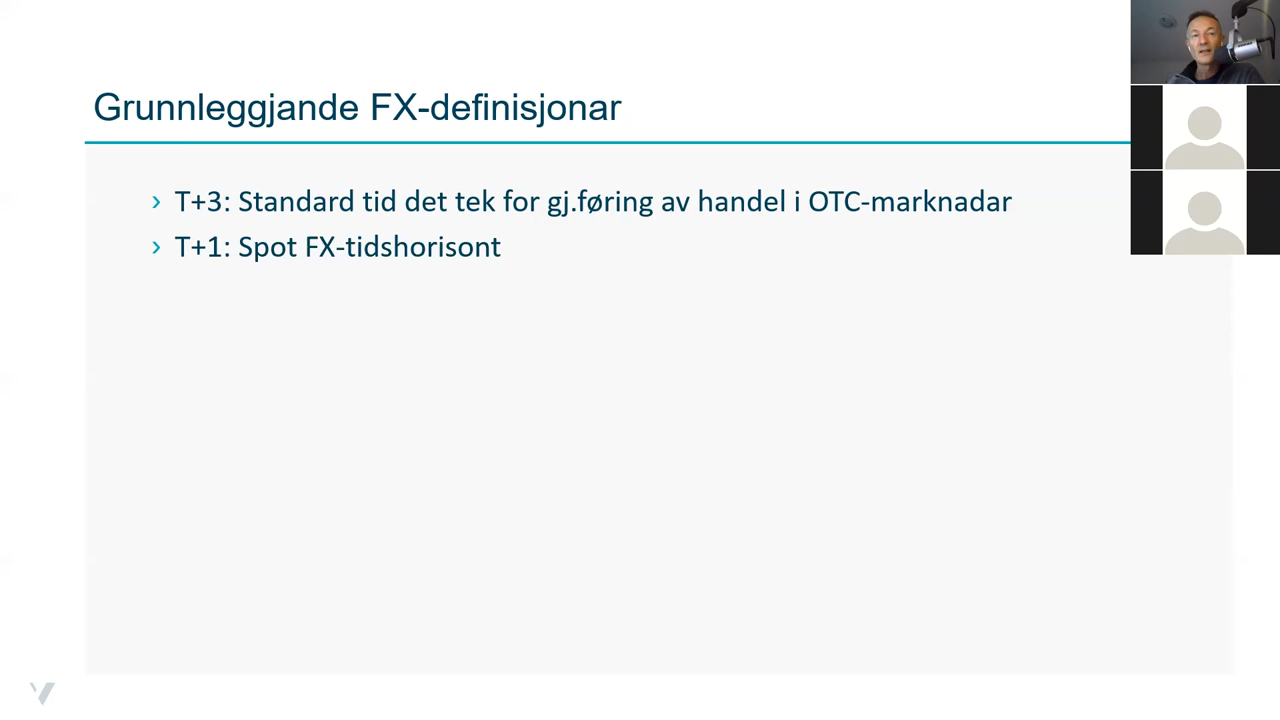 Grunnleggjande FX-definisjonar
› T+3: Standard tid det tek for gj.føring av handel i OTC-marknadar
› T+1: Spot FX-tidshorisont